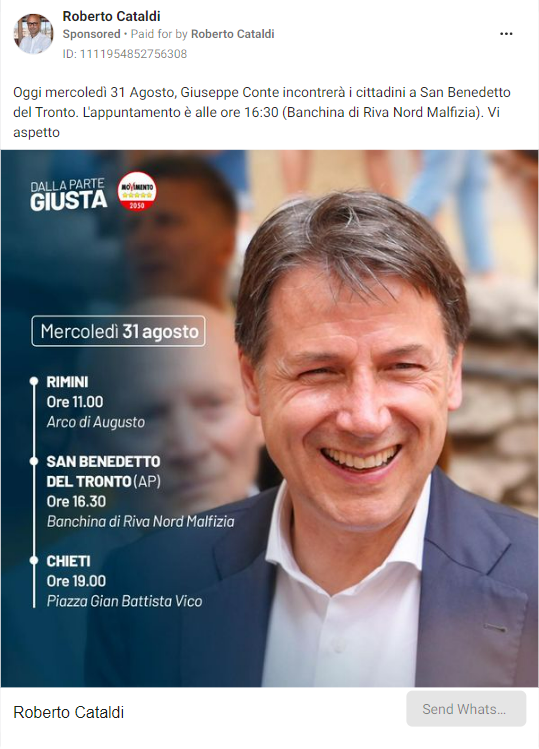 Roberto Cataldi
Sponsored • Paid for by Roberto Cataldi
ID: 1111954852756308
Oggi mercoledì 31 Agosto, Giuseppe Conte incontrerà i cittadini a San Benedetto
del Tronto. L'appuntamento è alle ore 16:30 (Banchina di Riva Nord Malfizia). Vi
aspetto
DALLA PARTE
GIUSTA
MOVIMENTO
2050
Mercoledì 31 agosto
RIMINI
Ore 11.00
Arco di Augusto
SAN BENEDETTO
DEL TRONTO (AP)
Ore 16.30
Banchina di Riva Nord Malfizia
CHIETI
Ore 19.00
Piazza Gian Battista Vico
Roberto Cataldi
Send Whats...